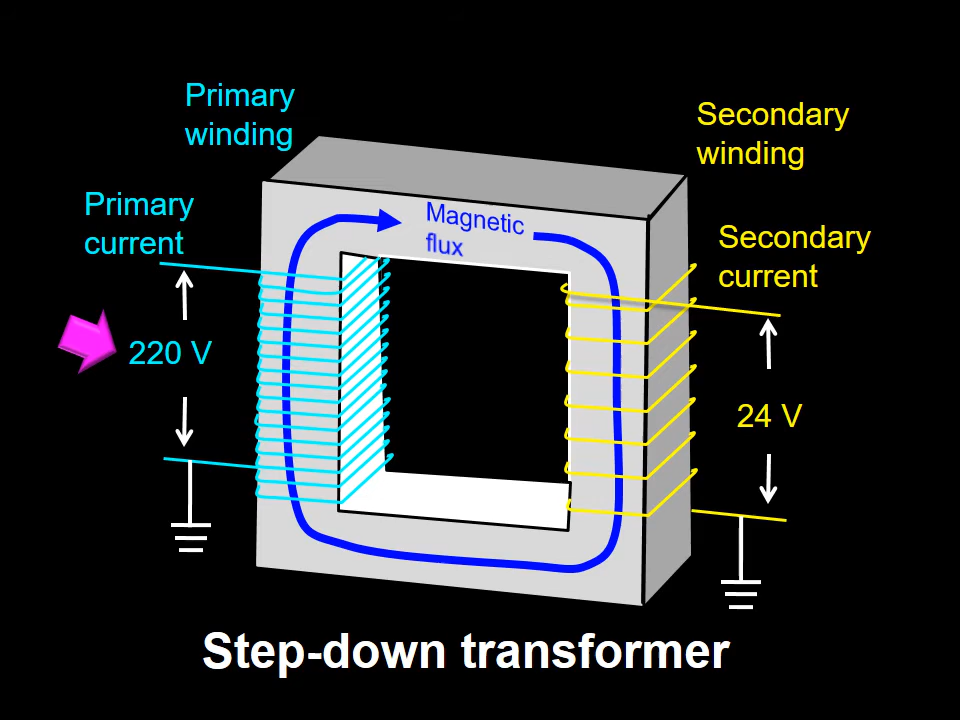 Primary
winding
Secondary
winding
Primary
current
Magnetic
flux
Secondary
current
220 V
24 V
Step-down transformer